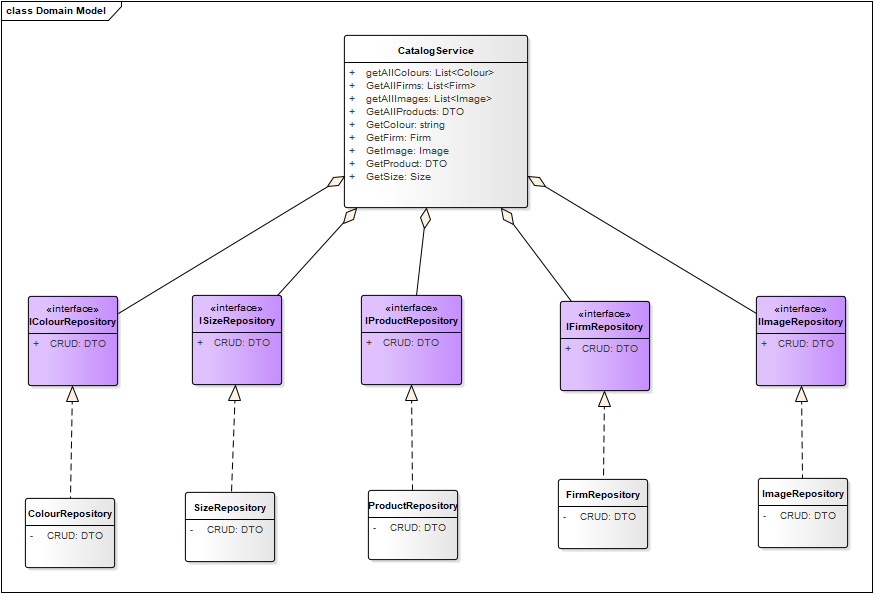 class Domain Model
CatalogService
+ getAllColours: List<Colour>
+ GetAllFirms: List<Firm>
+ getAllImages: List<Image>
+ GetAllProducts: DTO
+ GetColour: string
+ GetFirm: Firm
+ GetImage: Image
+ GetProduct: DTO
+ GetSize: Size
«interface»
IColourRepository
+ CRUD: DTO
«interface»
ISizeRepository
+ CRUD: DTO
«interface»
IProductRepository
+ CRUD: DTO
«interface»
IFirmRepository
+ CRUD: DTO
«interface»
IImageRepository
+ CRUD: DTO
ColourRepository
- CRUD: DTO
SizeRepository
- CRUD: DTO
ProductRepository
- CRUD: DTO
FirmRepository
- CRUD: DTO
ImageRepository
- CRUD: DTO